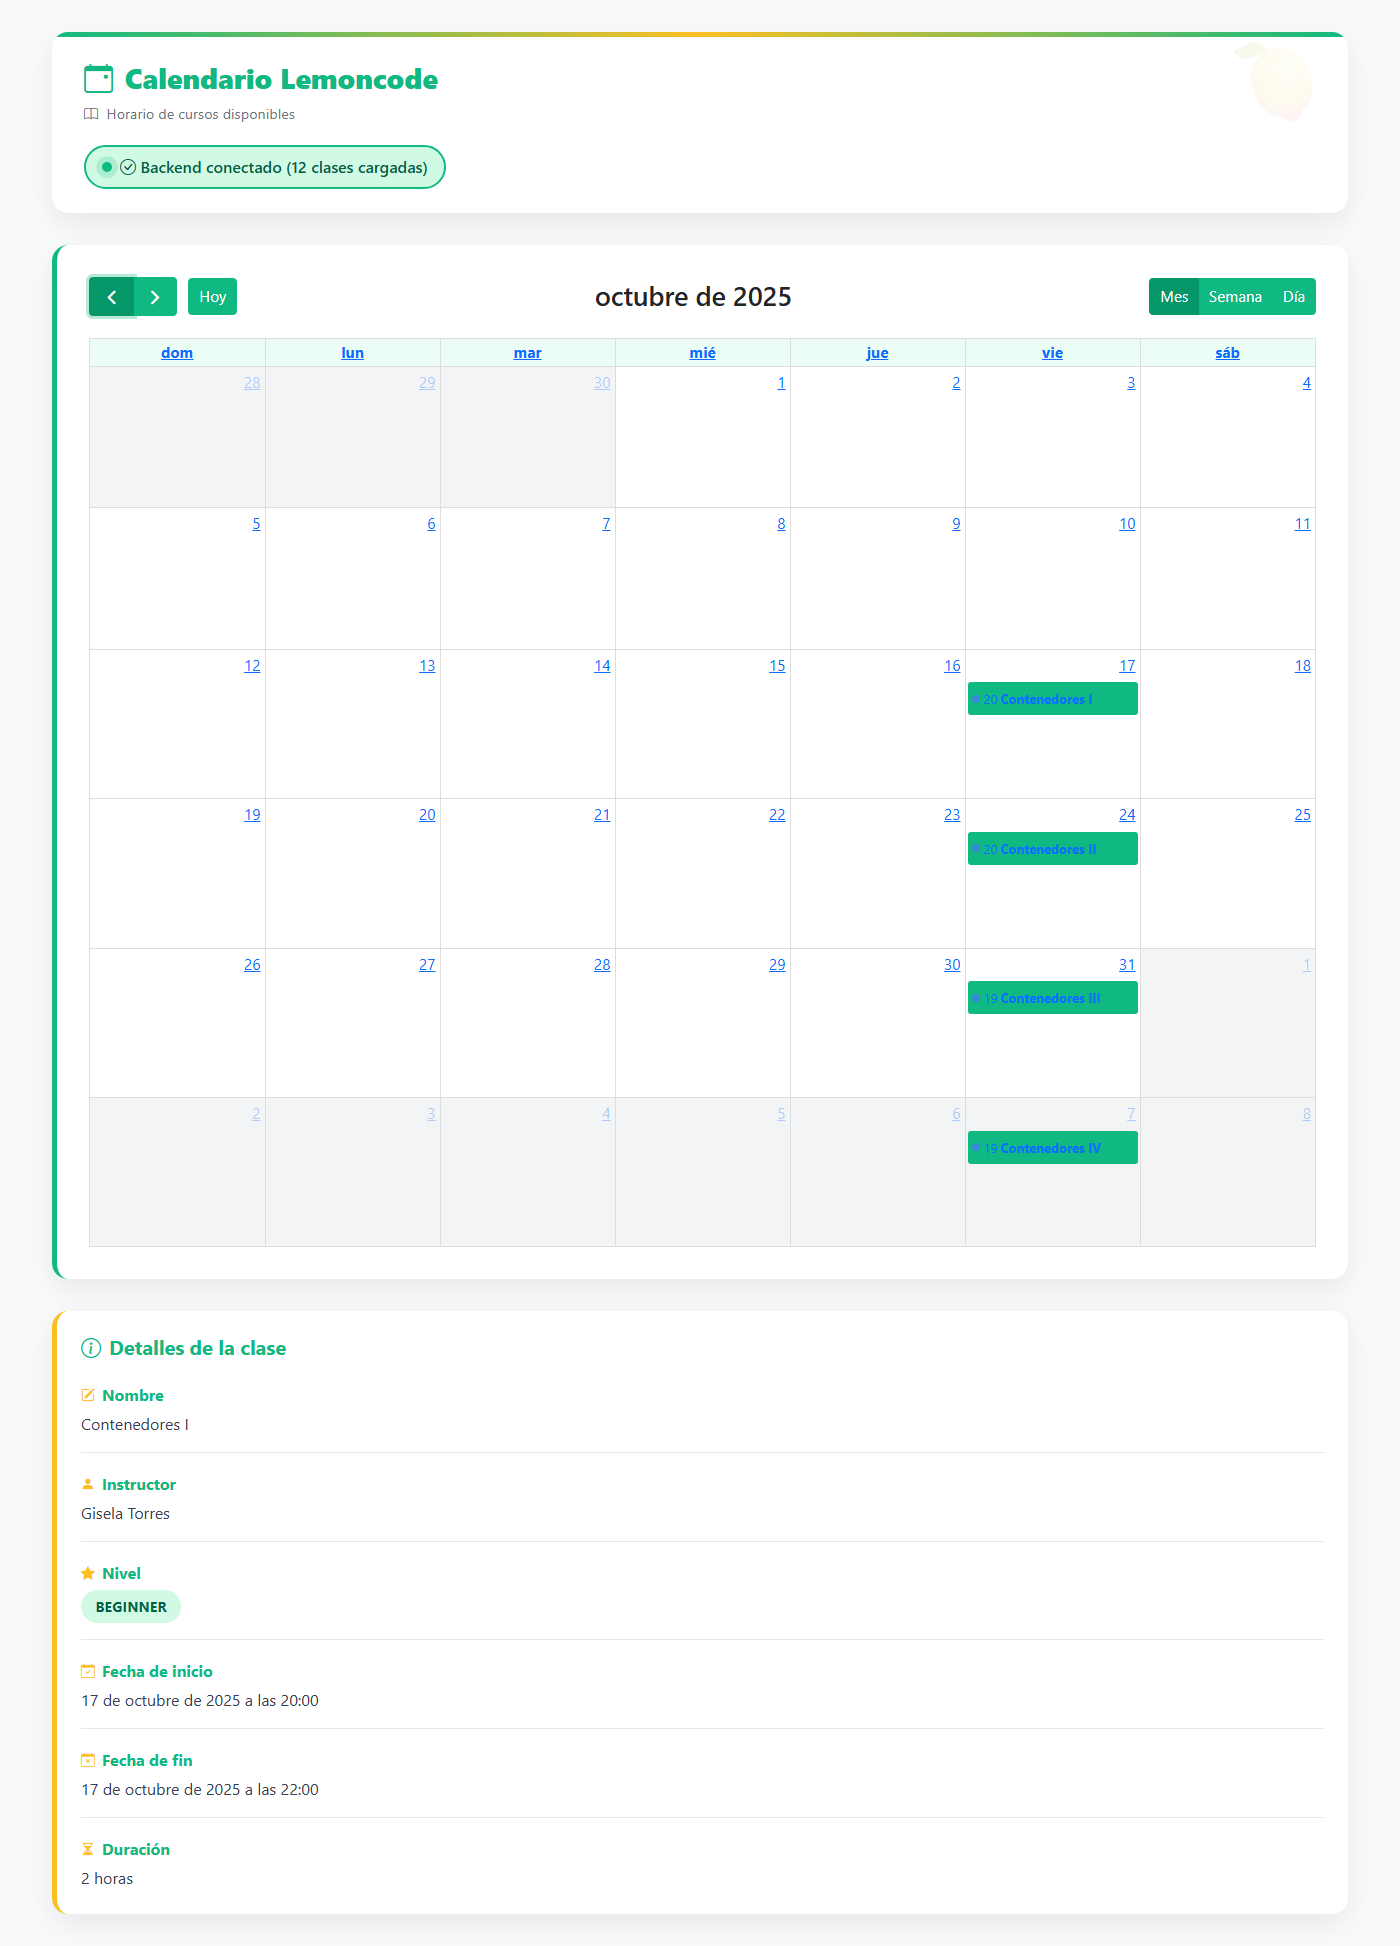 Calendario Lemoncode
Horario de cursos disponibles
Backend conectado (12 clases cargadas)
Hoy
octubre de 2025
Mes Semana Día
dom lun mar mié jue vie sáb
28 29 30 1 2 3 4
5 6 7 8 9 10 11
12 13 14 15 16 17 18
20 Contenedores I
19 20 21 22 23 24 25
20 Contenedores II
26 27 28 29 30 31 1
19 Contenedores III
2 3 4 5 6 7 8
19 Contenedores IV
Detalles de la clase
Nombre
Contenedores I
Instructor
Gisela Torres
Nivel
BEGINNER
Fecha de inicio
17 de octubre de 2025 a las 20:00
Fecha de fin
17 de octubre de 2025 a las 22:00
Duración
2 horas